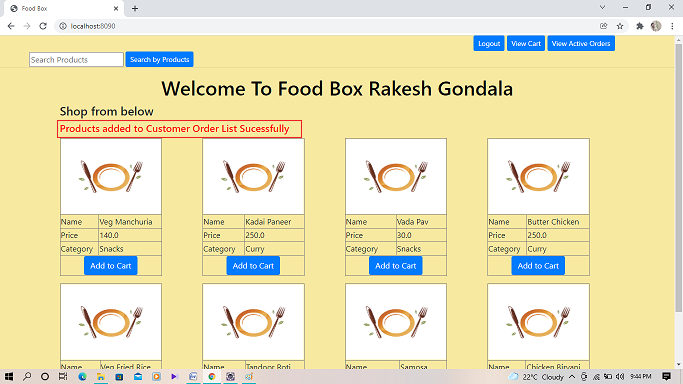 Food Box
localhost:8090
Logout View Cart View Active Orders
Search Products Search by Products
Welcome To Food Box Rakesh Gondala
Shop from below
Products added to Customer Order List Sucessfully
Name Veg Manchuria Name Kadai Paneer Name Vada Pav Name Butter Chicken
Price 140.0 Price 250.0 Price 30.0 Price 250.0
Category Snacks Category Curry Category Snacks Category Curry
Add to Cart Add to Cart Add to Cart Add to Cart
Name Veg Fried Rice Name Tandoor Roti Name Samosa Name Chicken Biryani
22°C Cloudy 9:44 PM